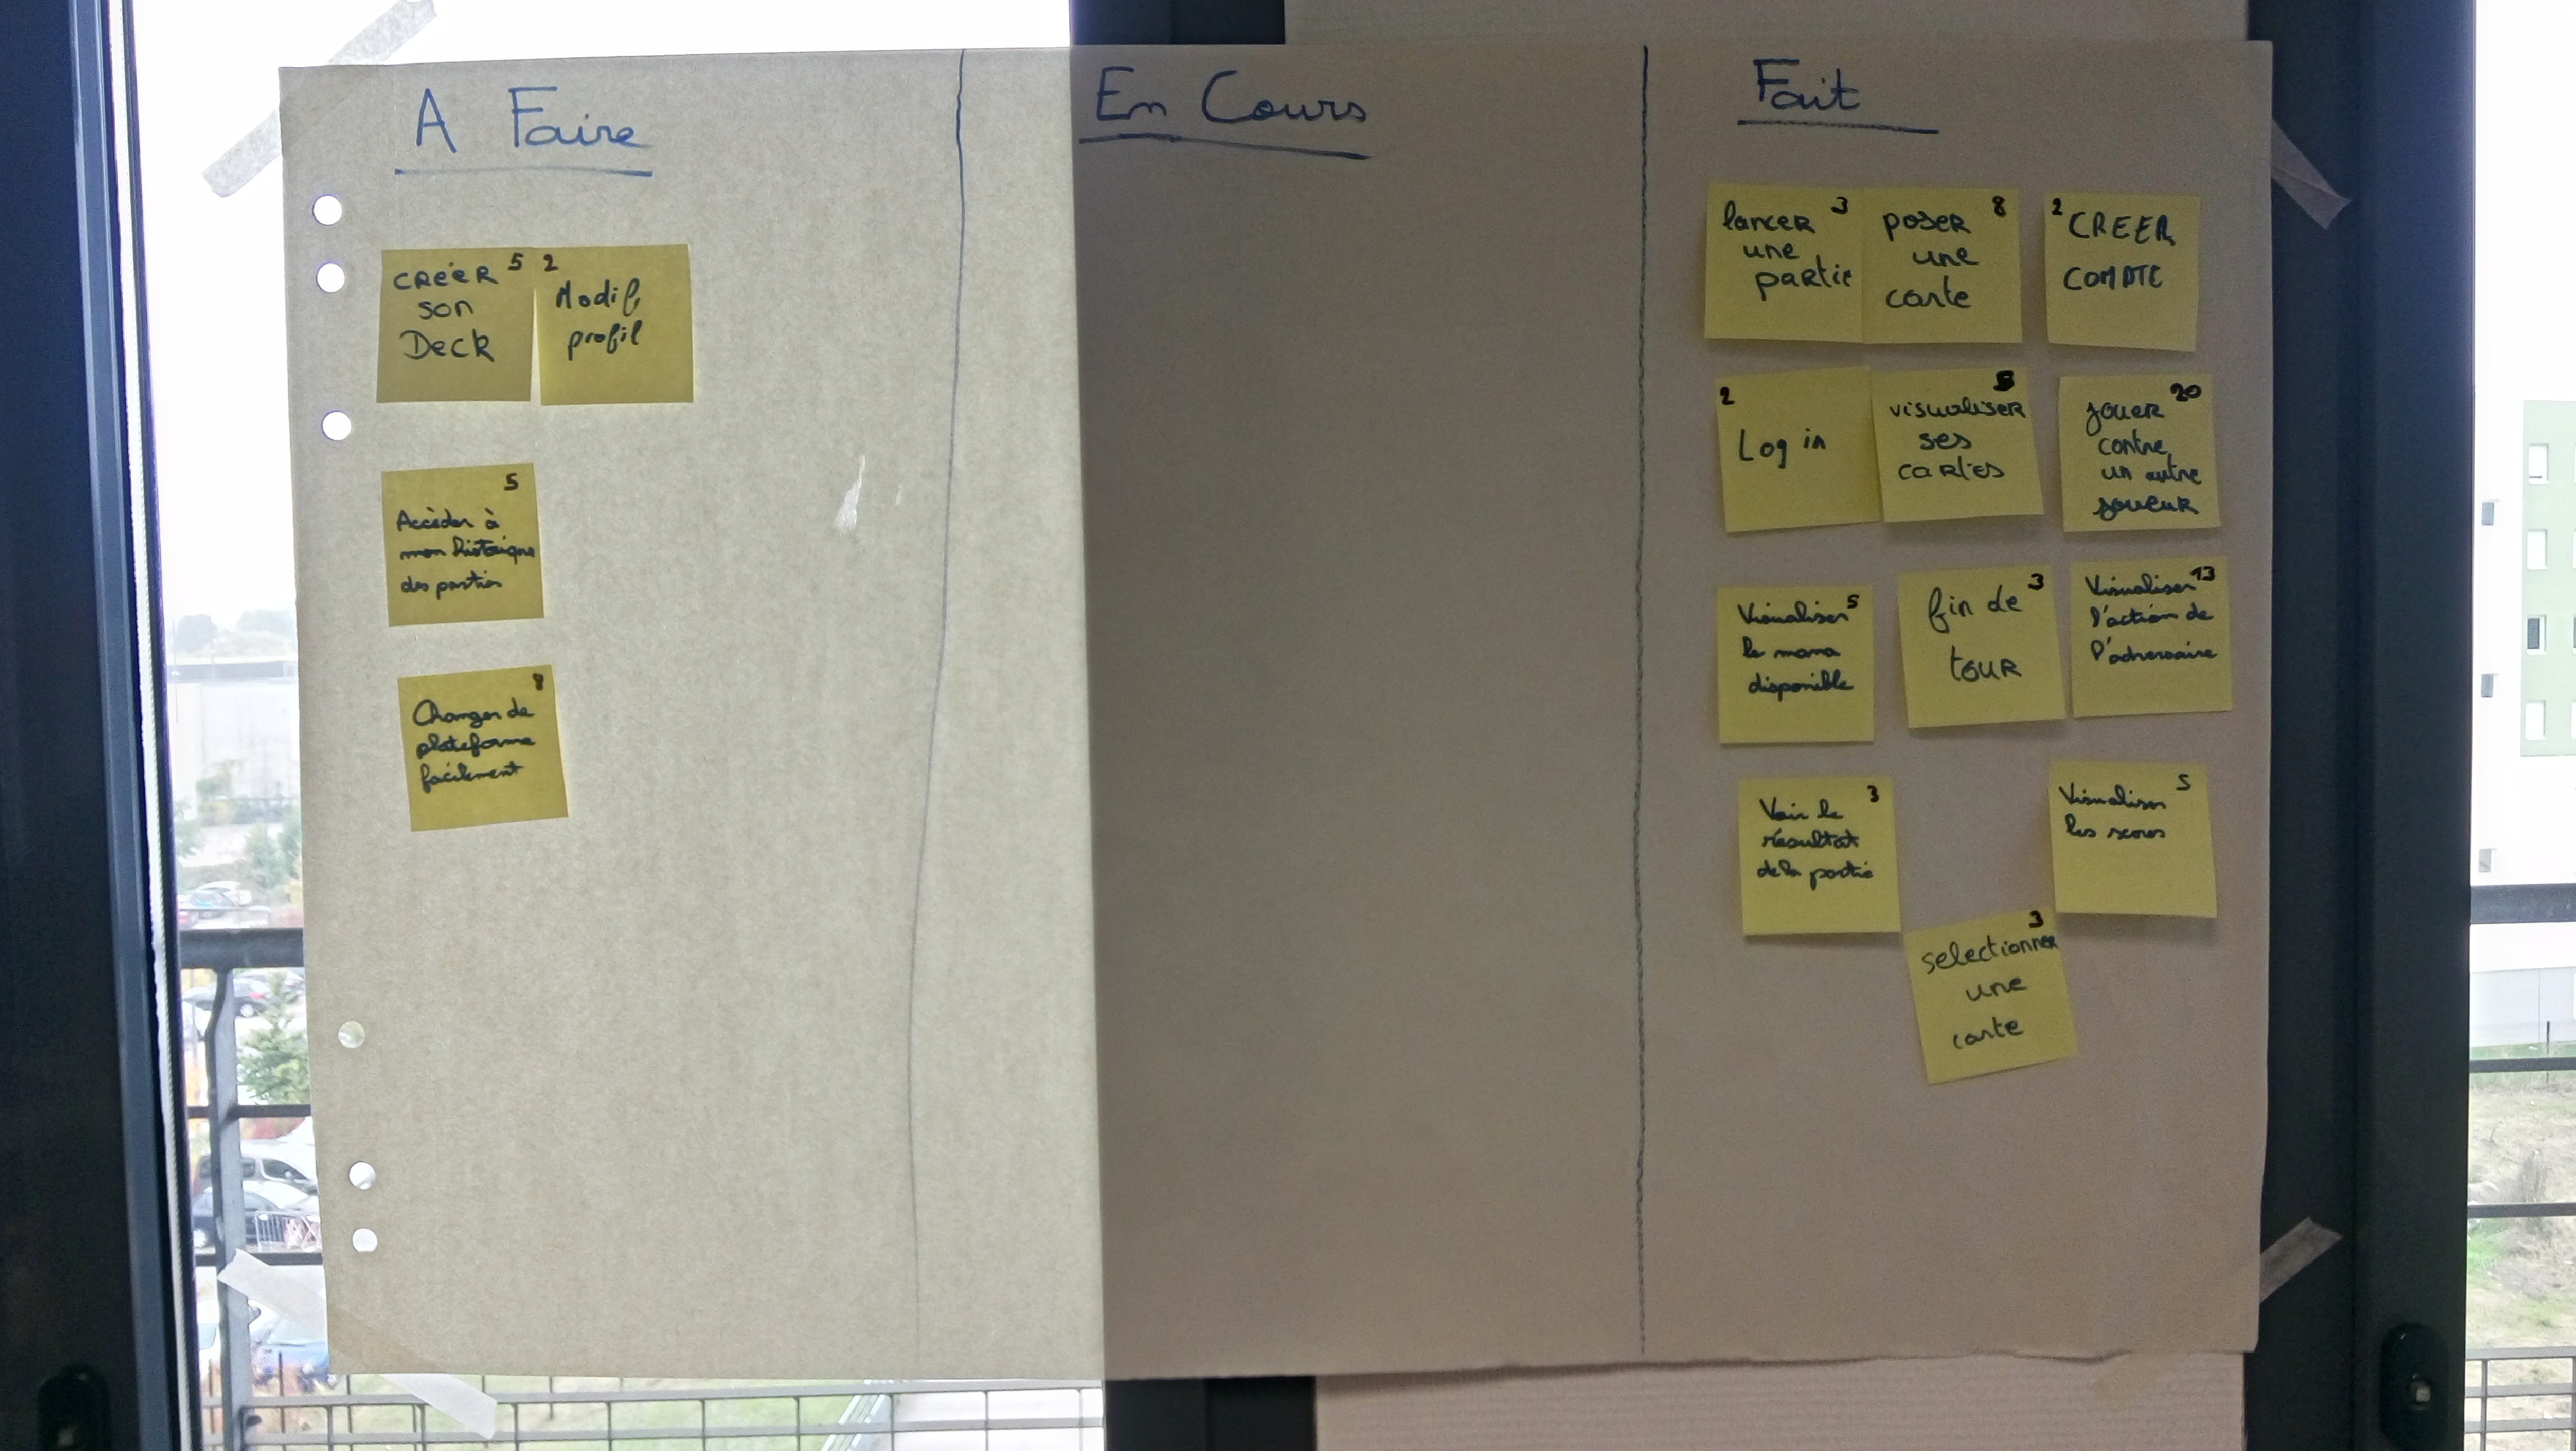 A Faire
CRÉER 5
son
Deck
2
Modif
profil
5
Accéder à
mon historique
des parties
8
Changer de
plateforme
facilement
En Cours
Fait
lancer 3
une
partie
poser 8
une
carte
2 CREER
COMPTE
2
Log in
visualiser
ses
cartes
jouer 20
contre
un autre
joueur
Visualiser 5
le mana
disponible
fin de 3
tour
Visualiser 13
l'action de
l'adversaire
Voir le 3
résultat
de la partie
Visualiser 5
les scores
3
selectionner
une
carte